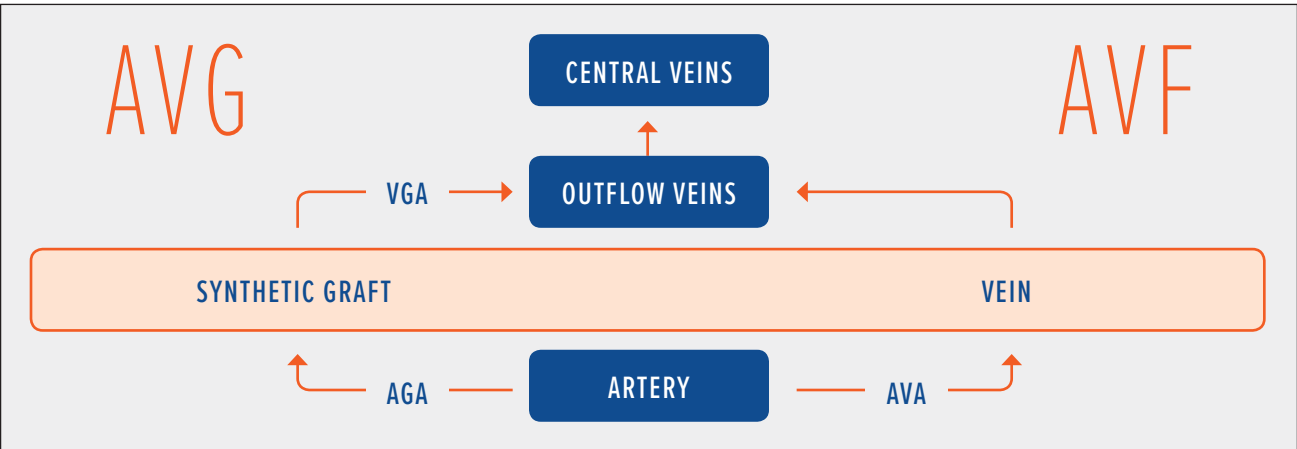 AVG
CENTRAL VEINS
AVF
VGA
OUTFLOW VEINS
SYNTHETIC GRAFT
VEIN
AGA
ARTERY
AVA